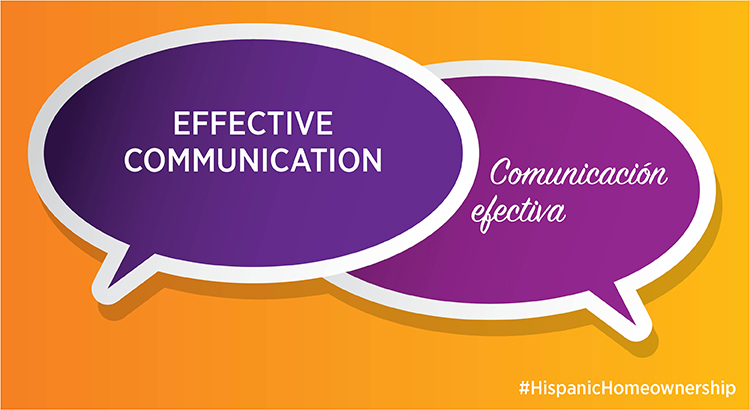 EFFECTIVE
COMMUNICATION
Comunicación
efectiva
#HispanicHomeownership